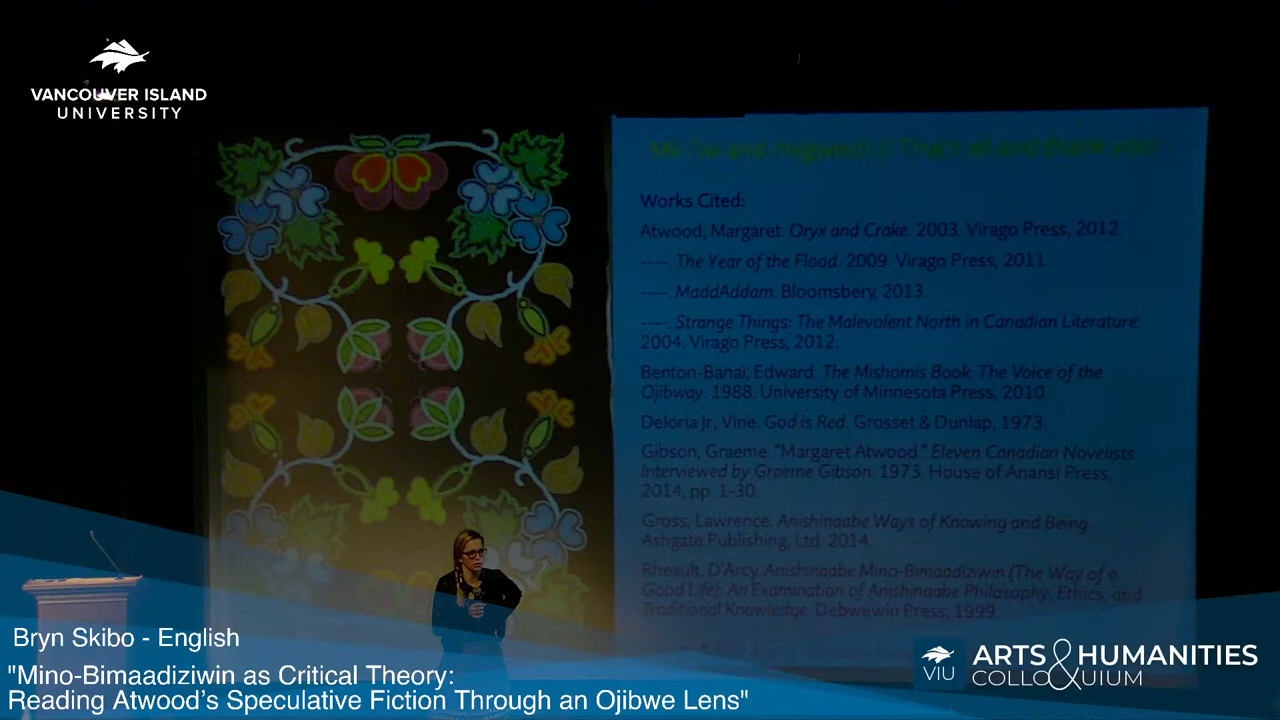 VANCOUVER ISLAND
UNIVERSITY
Works Cited:
Atwood, Margaret. Oryx and Crake. 2003. Virago Press, 2012.
----. The Year of the Flood. 2009. Virago Press, 2011.
----. MaddAddam. Bloomsbery, 2013.
----. Strange Things: The Malevolent North in Canadian Literature.
2004. Virago Press, 2012.
Benton-Banai, Edward. The Mishomis Book: The Voice of the
Ojibway. 1988. University of Minnesota Press, 2010
Deloria Jr., Vine. God is Red. Grosset & Dunlap, 1973.
Gibson, Graeme. "Margaret Atwood." Eleven Canadian Novelists
Interviewed by Graeme Gibson. 1973. House of Anansi Press,
2014, pp. 1-30.
Gross, Lawrence. Anishinaabe Ways of Knowing and Being.
Ashgate Publishing, Ltd. 2014.
Rheault, D'Arcy. Anishinaabe Mino-Bimaadiziwin (The Way of a
Good Life): An Examination of Anishinaabe Philosophy, Ethics, and
Traditional Knowledge. Debwewin Press, 1999.
Bryn Skibo - English
"Mino-Bimaadiziwin as Critical Theory:
Reading Atwood's Speculative Fiction Through an Ojibwe Lens"
VIU
ARTS & HUMANITIES
COLLOQUIUM